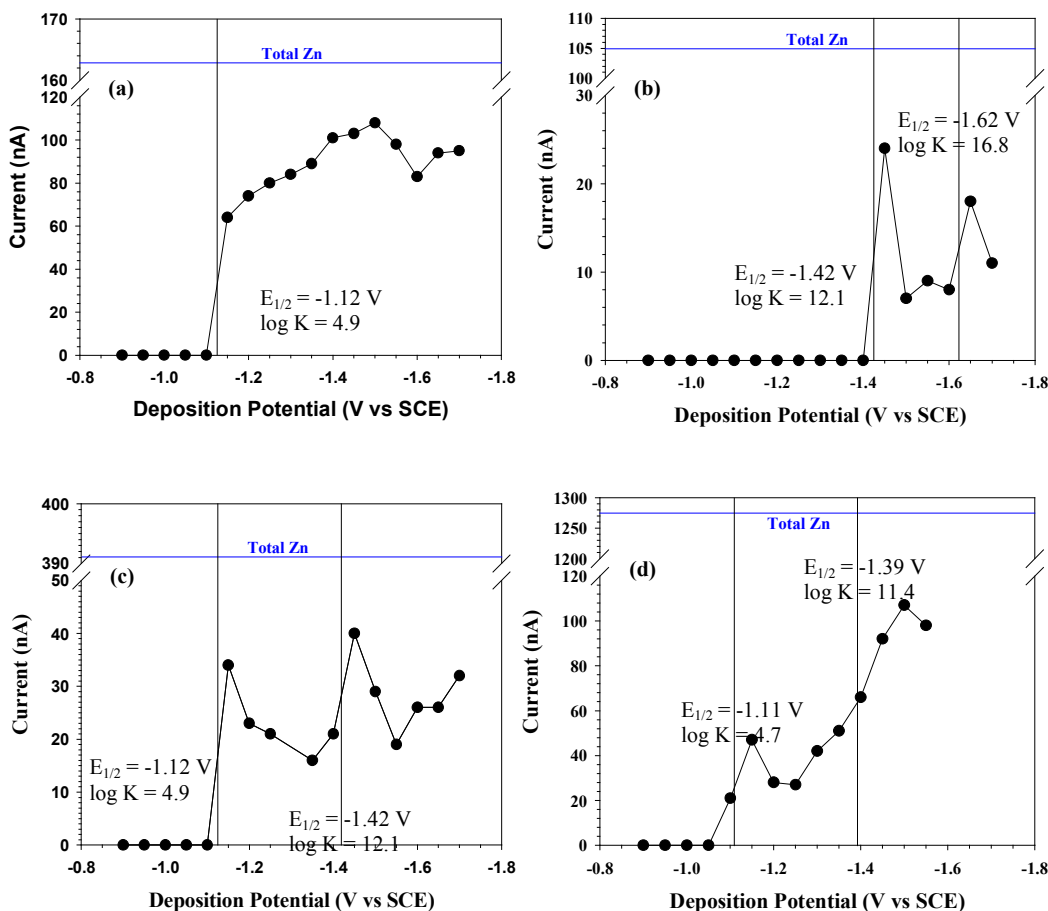 170
160
120
100
80
60
40
20
0
Current (nA)
Total Zn
(a)
E1/2 = -1.12 V
log K = 4.9
-0.8 -1.0 -1.2 -1.4 -1.6 -1.8
Deposition Potential (V vs SCE)
110
105
100
30
20
10
0
Current (nA)
Total Zn
(b)
E1/2 = -1.62 V
log K = 16.8
E1/2 = -1.42 V
log K = 12.1
-0.8 -1.0 -1.2 -1.4 -1.6 -1.8
Deposition Potential (V vs SCE)
400
390
50
40
30
20
10
0
Current (nA)
Total Zn
(c)
E1/2 = -1.12 V
log K = 4.9
E1/2 = -1.42 V
log K = 12.1
-0.8 -1.0 -1.2 -1.4 -1.6 -1.8
Deposition Potential (V vs SCE)
1300
1250
1200
120
100
80
60
40
20
0
Current (nA)
Total Zn
(d)
E1/2 = -1.39 V
log K = 11.4
E1/2 = -1.11 V
log K = 4.7
-0.8 -1.0 -1.2 -1.4 -1.6 -1.8
Deposition Potential (V vs SCE)